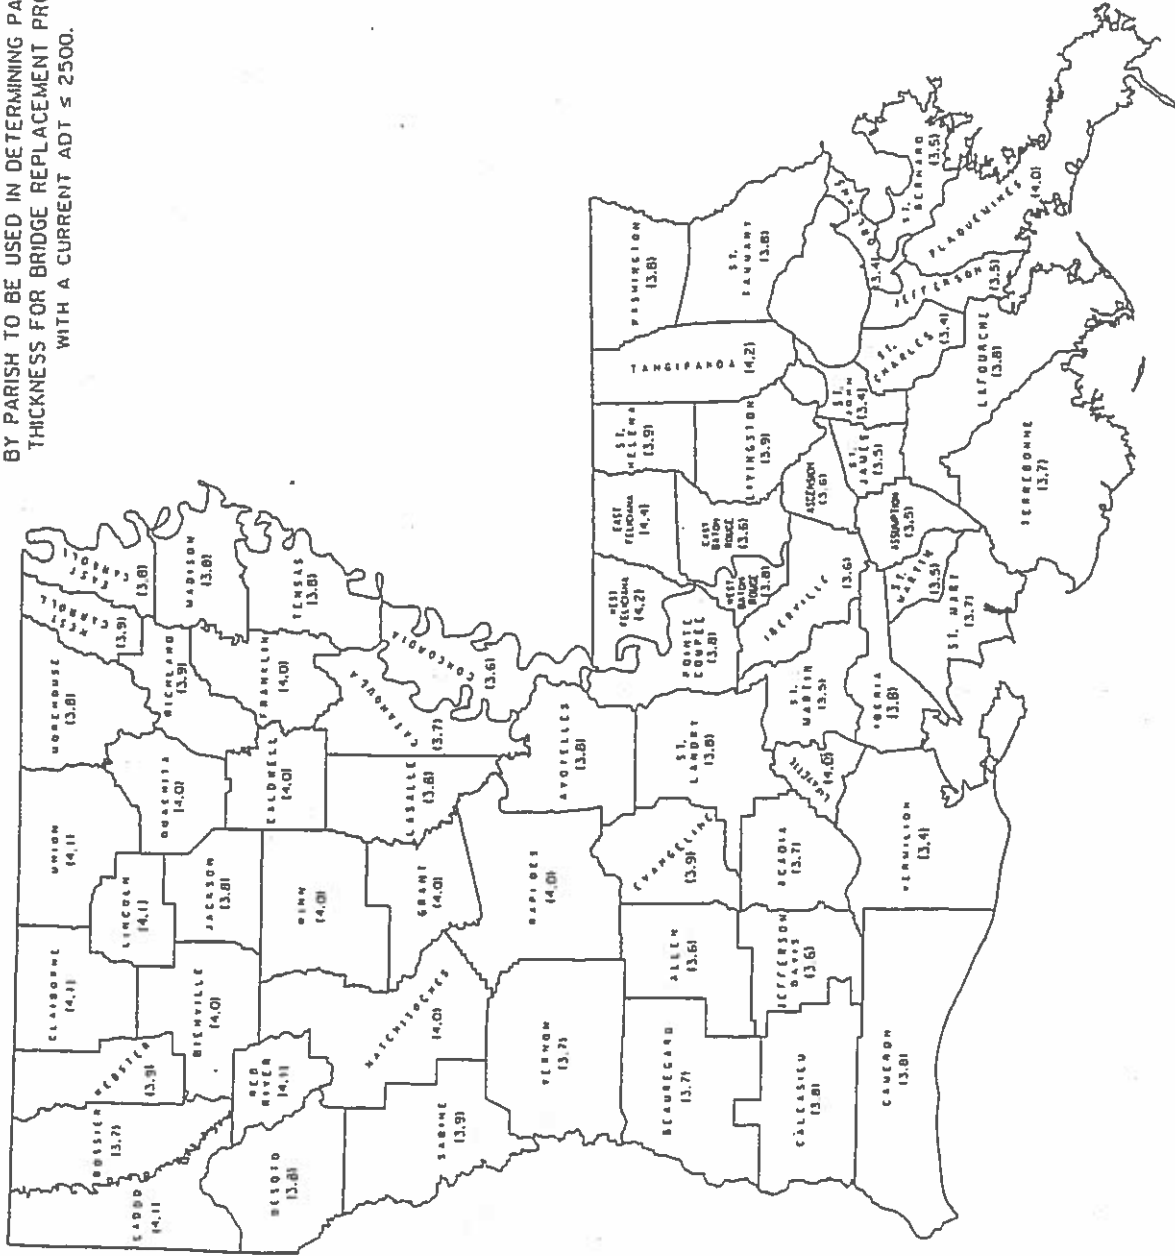 BY PARISH TO BE USED IN DETERMINING
THICKNESS FOR BRIDGE REPLACEMENT
WITH A CURRENT ADT ≤ 2500.
CADDO
(4.1)
BOSSIER
(3.7)
WEBSTER
(3.9)
CLAIBORNE
(4.1)
UNION
(4.1)
MOREHOUSE
(3.8)
WEST
CARROLL
(3.9)
EAST
CARROLL
(3.8)
LINCOLN
(4.1)
OUACHITA
(4.0)
RICHLAND
(3.9)
MADISON
(3.8)
BIENVILLE
(4.0)
JACKSON
(3.8)
DESOTO
(3.8)
RED
RIVER
(4.1)
WINN
(4.0)
CALDWELL
(4.0)
FRANKLIN
(4.0)
TENSAS
(3.8)
SABINE
(3.9)
NATCHITOCHES
(4.0)
GRANT
(4.0)
LASALLE
(3.8)
CATAHOULA
(3.7)
CONCORDIA
(3.6)
VERNON
(3.7)
RAPIDES
(4.0)
AVOYELLES
(3.8)
BEAUREGARD
(3.7)
ALLEN
(3.6)
EVANGELINE
(3.9)
ST.
LANDRY
(3.8)
POINTE
COUPEE
(3.8)
WEST
FELICIANA
(4.2)
EAST
FELICIANA
(4.4)
ST.
HELENA
(3.9)
TANGIPAHOA (4.2)
WASHINGTON
(3.8)
WEST
BATON
ROUGE
(3.8)
EAST
BATON
ROUGE
(3.6)
LIVINGSTON
(3.9)
ST.
TAMMANY
(3.8)
CALCASIEU
(3.8)
JEFFERSON
DAVIS
(3.6)
ACADIA
(3.7)
LAFAYETTE
(4.0)
ST.
MARTIN
(3.5)
IBERVILLE
(3.6)
ASCENSION
(3.6)
ST.
JOHN
(3.4)
ORLEANS
(3.4)
CAMERON
(3.8)
VERMILION
(3.4)
IBERIA
(3.8)
ST.
MARTIN
(3.5)
ASSUMPTION
(3.5)
ST.
JAMES
(3.5)
ST.
CHARLES
(3.4)
JEFFERSON
(3.5)
ST.
BERNARD
(3.5)
ST. MARY
(3.7)
TERREBONNE
(3.7)
LAFOURCHE
(3.8)
PLAQUEMINES
(4.0)